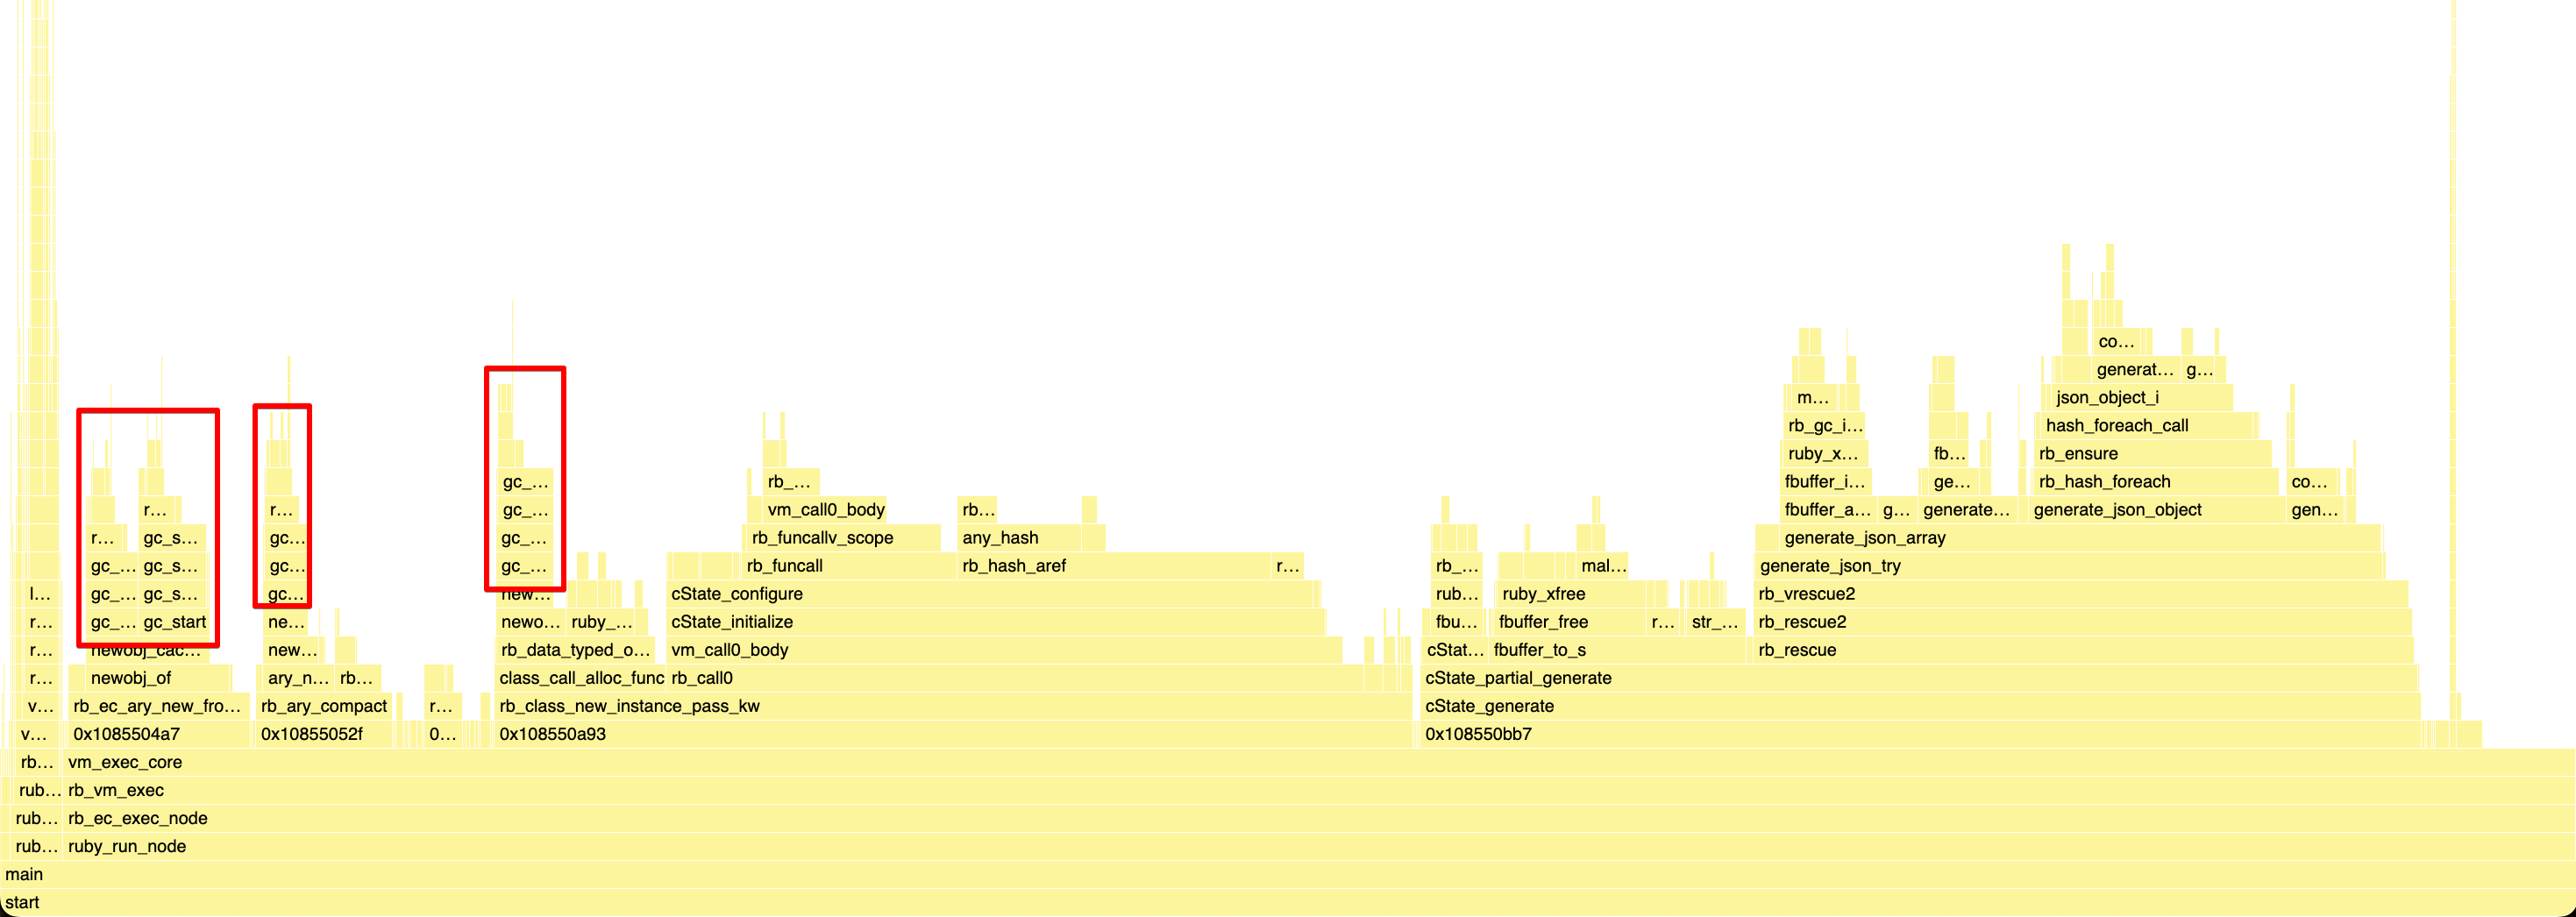 co...
generat... g...
m... json_object_i
rb_gc_i... hash_foreach_call
ruby_x... fb... rb_ensure
gc_... rb_... fbuffer_i... ge... rb_hash_foreach co...
r... r... gc_... vm_call0_body rb... fbuffer_a... g... generate... generate_json_object gen...
r... gc_s... gc... gc_... rb_funcallv_scope any_hash generate_json_array
gc_... gc_s... gc... gc_... rb_funcall rb_hash_aref r... rb_... mal... generate_json_try
l... gc_... gc_s... gc... new... cState_configure rub... ruby_xfree rb_vrescue2
r... gc_... gc_start ne... newo... ruby_... cState_initialize fbu... fbuffer_free r... str_... rb_rescue2
r... newobj_cac... new... rb_data_typed_o... vm_call0_body cStat... fbuffer_to_s rb_rescue
r... newobj_of ary_n... rb... class_call_alloc_func rb_call0 cState_partial_generate
v... rb_ec_ary_new_fro... rb_ary_compact r... rb_class_new_instance_pass_kw cState_generate
v... 0x1085504a7 0x10855052f 0... 0x108550a93 0x108550bb7
rb... vm_exec_core
rub... rb_vm_exec
rub... rb_ec_exec_node
rub... ruby_run_node
main
start